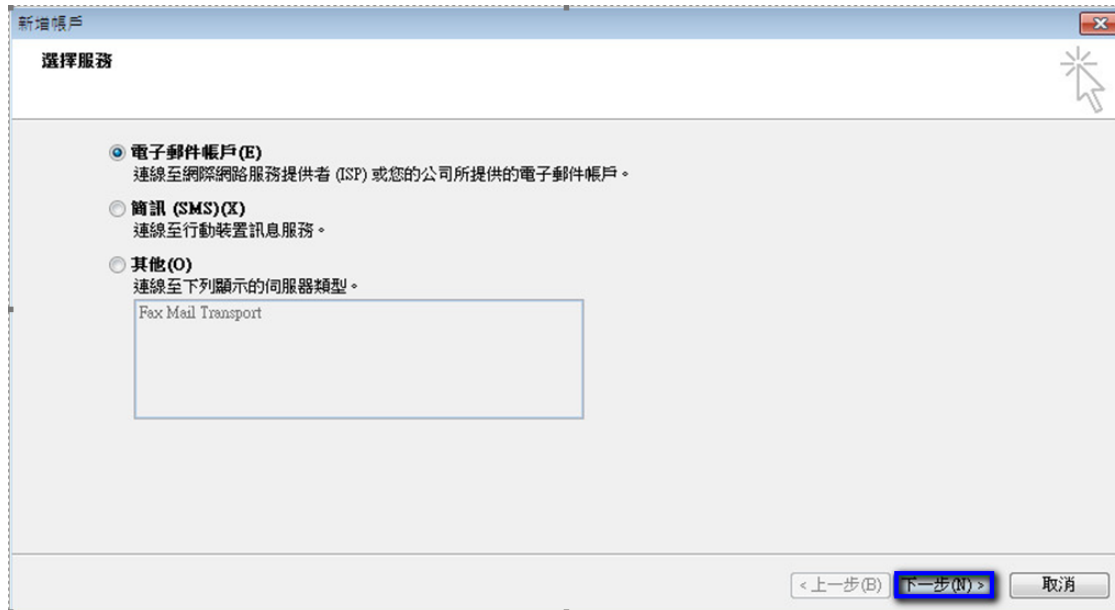 新增帳戶
選擇服務
電子郵件帳戶(E)
連線至網際網路服務提供者 (ISP) 或您的公司所提供的電子郵件帳戶。
簡訊 (SMS)(X)
連線至行動裝置訊息服務。
其他(O)
連線至下列顯示的伺服器類型。
Fax Mail Transport
<上一步(B) 下一步(N)> 取消